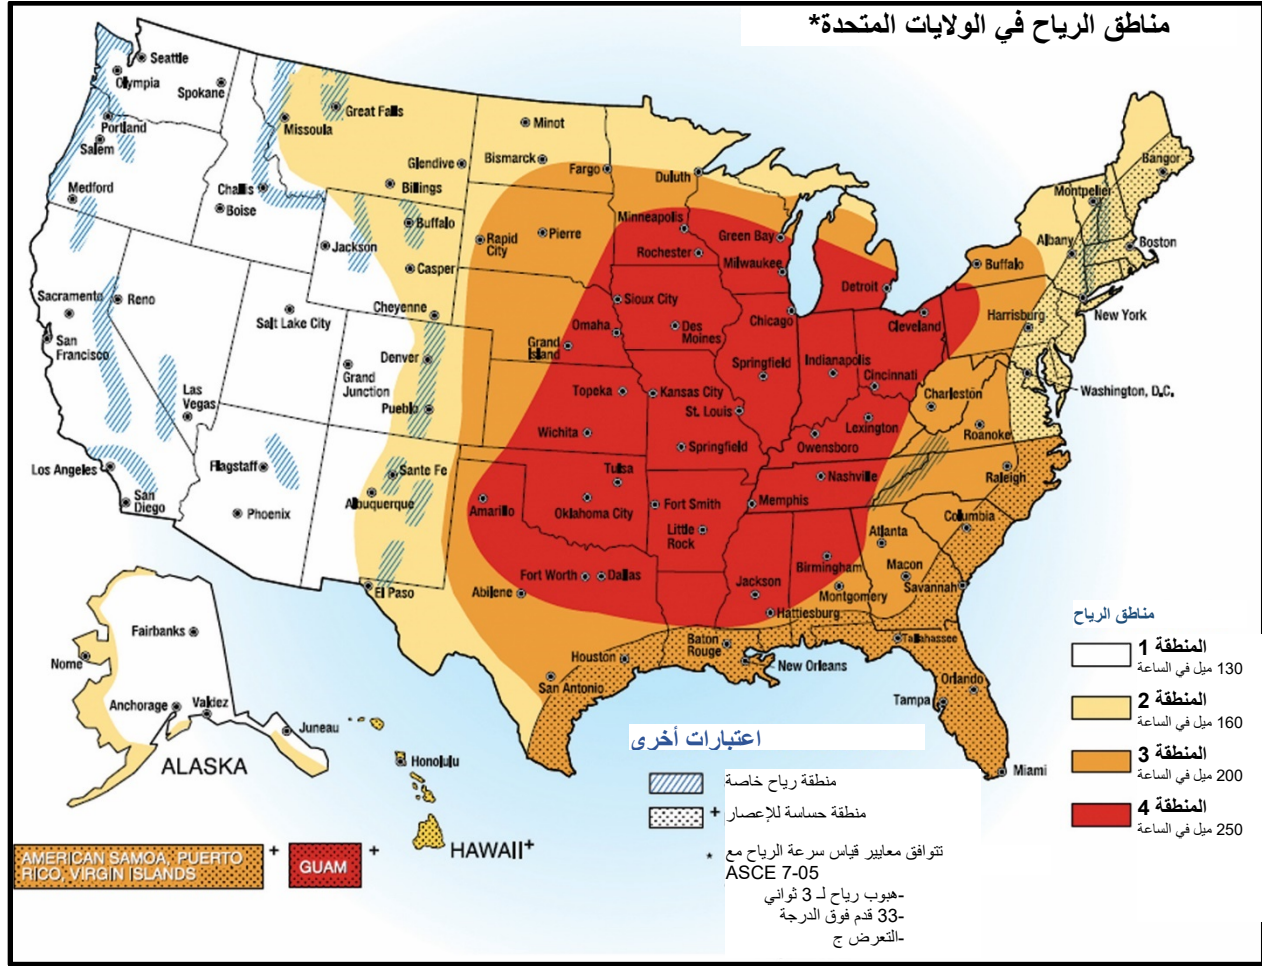 مناطق الرياح في الولايات المتحدة*
Seattle
Olympia
Spokane
Portland
Salem
Medford
Great Falls
Missoula
Glendive
Billings
Challis
Boise
Minot
Bismarck
Fargo
Duluth
Bangor
Montpelier
Minneapolis
Green Bay
Albany
Boston
Buffalo
Jackson
Casper
Rapid
City
Pierre
Rochester
Milwaukee
Detroit
Buffalo
Sacramento
Reno
San
Francisco
Salt Lake City
Cheyenne
Sioux City
Omaha
Des
Moines
Chicago
Cleveland
Harrisburg
New York
Grand
Island
Denver
Grand
Junction
Pueblo
Springfield
Indianapolis
Cincinnati
Washington, D.C.
Las
Vegas
Topeka
Kansas City
St. Louis
Charleston
Lexington
Roanoke
Wichita
Springfield
Owensboro
Los Angeles
Flagstaff
Sante Fe
Tulsa
Nashville
Raleigh
San
Diego
Phoenix
Albuquerque
Amarillo
Oklahoma City
Fort Smith
Memphis
Little
Rock
Atlanta
Columbia
El Paso
Abilene
Fort Worth
Dallas
Jackson
Birmingham
Macon
Montgomery
Savannah
Hattiesburg
Fairbanks
Nome
Anchorage
Valdez
Juneau
ALASKA
Honolulu
HAWAII+
Houston
San Antonio
Baton
Rouge
New Orleans
Tallahassee
Orlando
Tampa
Miami
مناطق الرياح
المنطقة 1
130 ميل في الساعة
المنطقة 2
160 ميل في الساعة
المنطقة 3
200 ميل في الساعة
المنطقة 4
250 ميل في الساعة
اعتبارات أخرى
منطقة رياح خاصة
منطقة حساسة للإعصار +
* تتوافق معايير قياس سرعة الرياح مع
ASCE 7-05
-هبوب رياح لـ 3 ثواني
-33 قدم فوق الدرجة
-التعرض ج
AMERICAN SAMOA, PUERTO
RICO, VIRGIN ISLANDS +
GUAM +